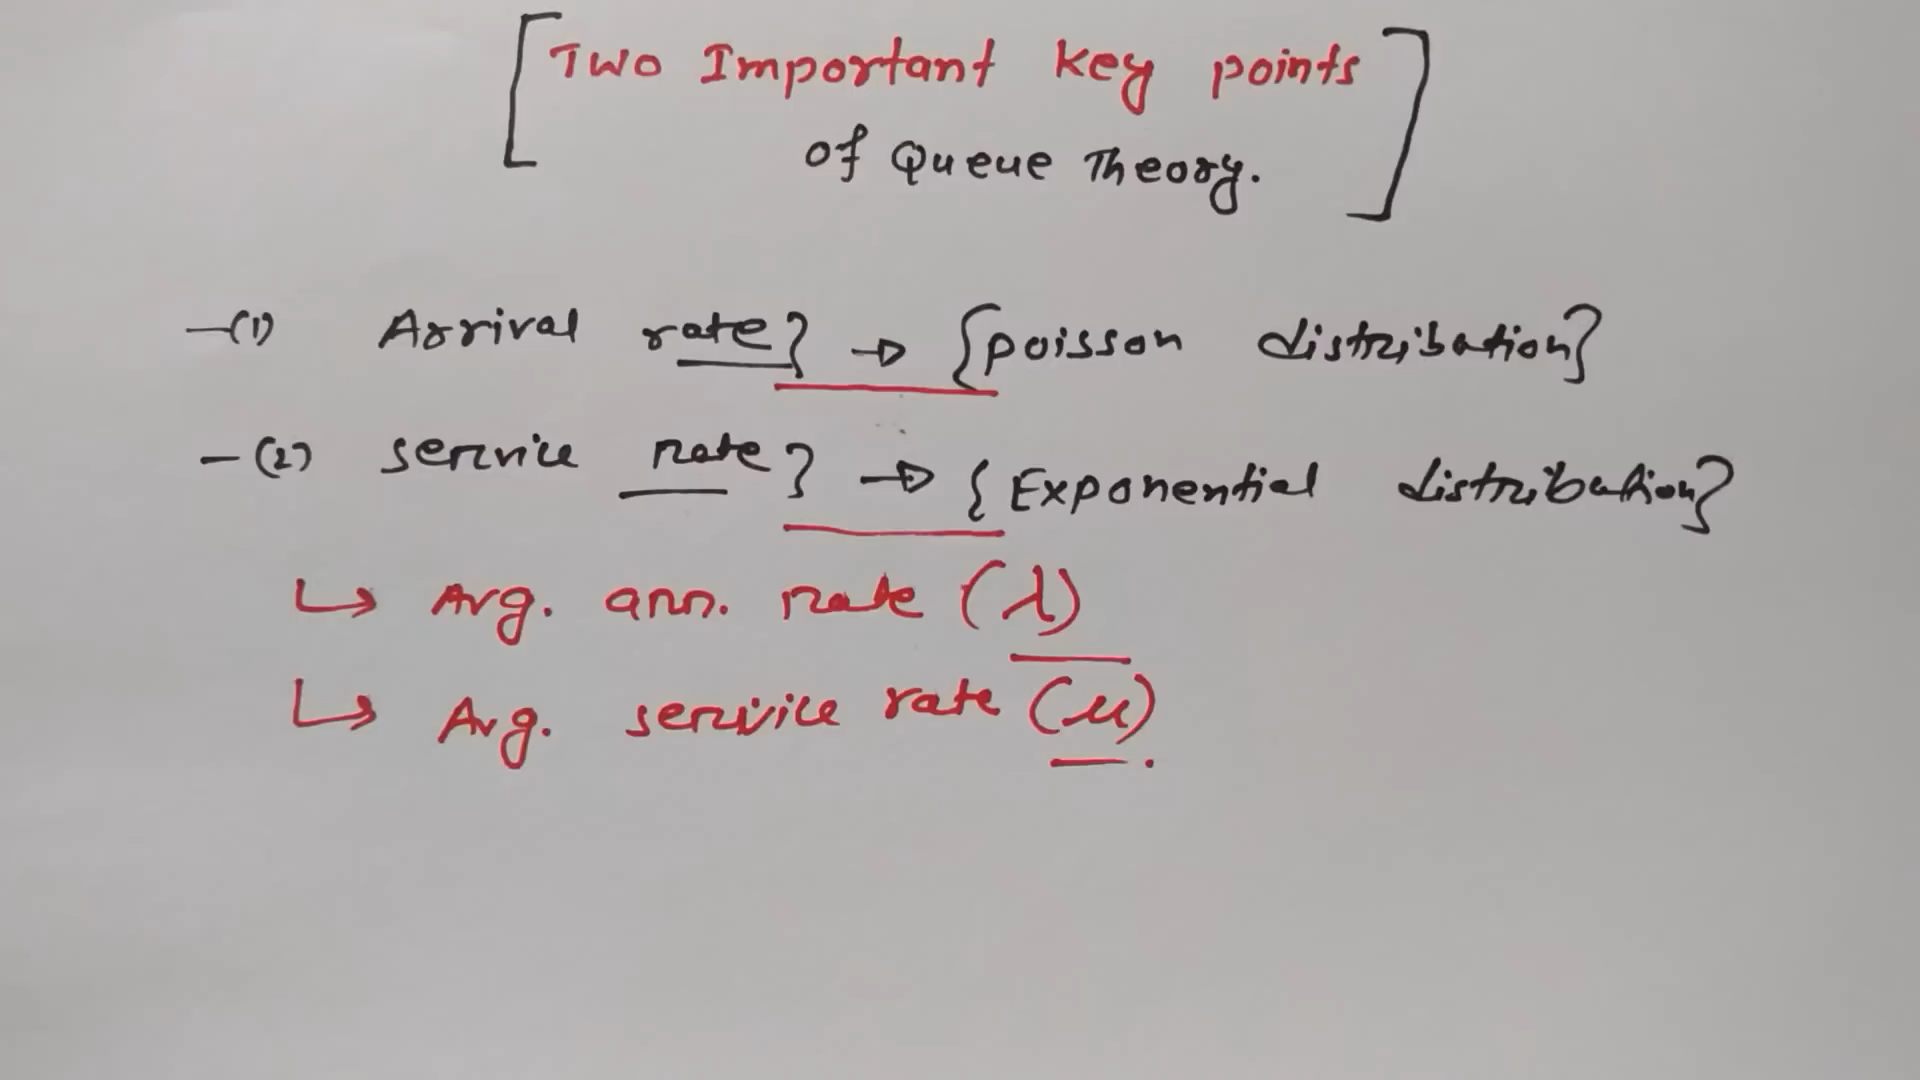 [Two Important key points
of Queue Theory.]
-(1) Arrival rate} → {poisson distribution}
-(2) service rate} → {Exponential distribution}
↳ Avg. arr. rate (λ)
↳ Avg. service rate (μ).